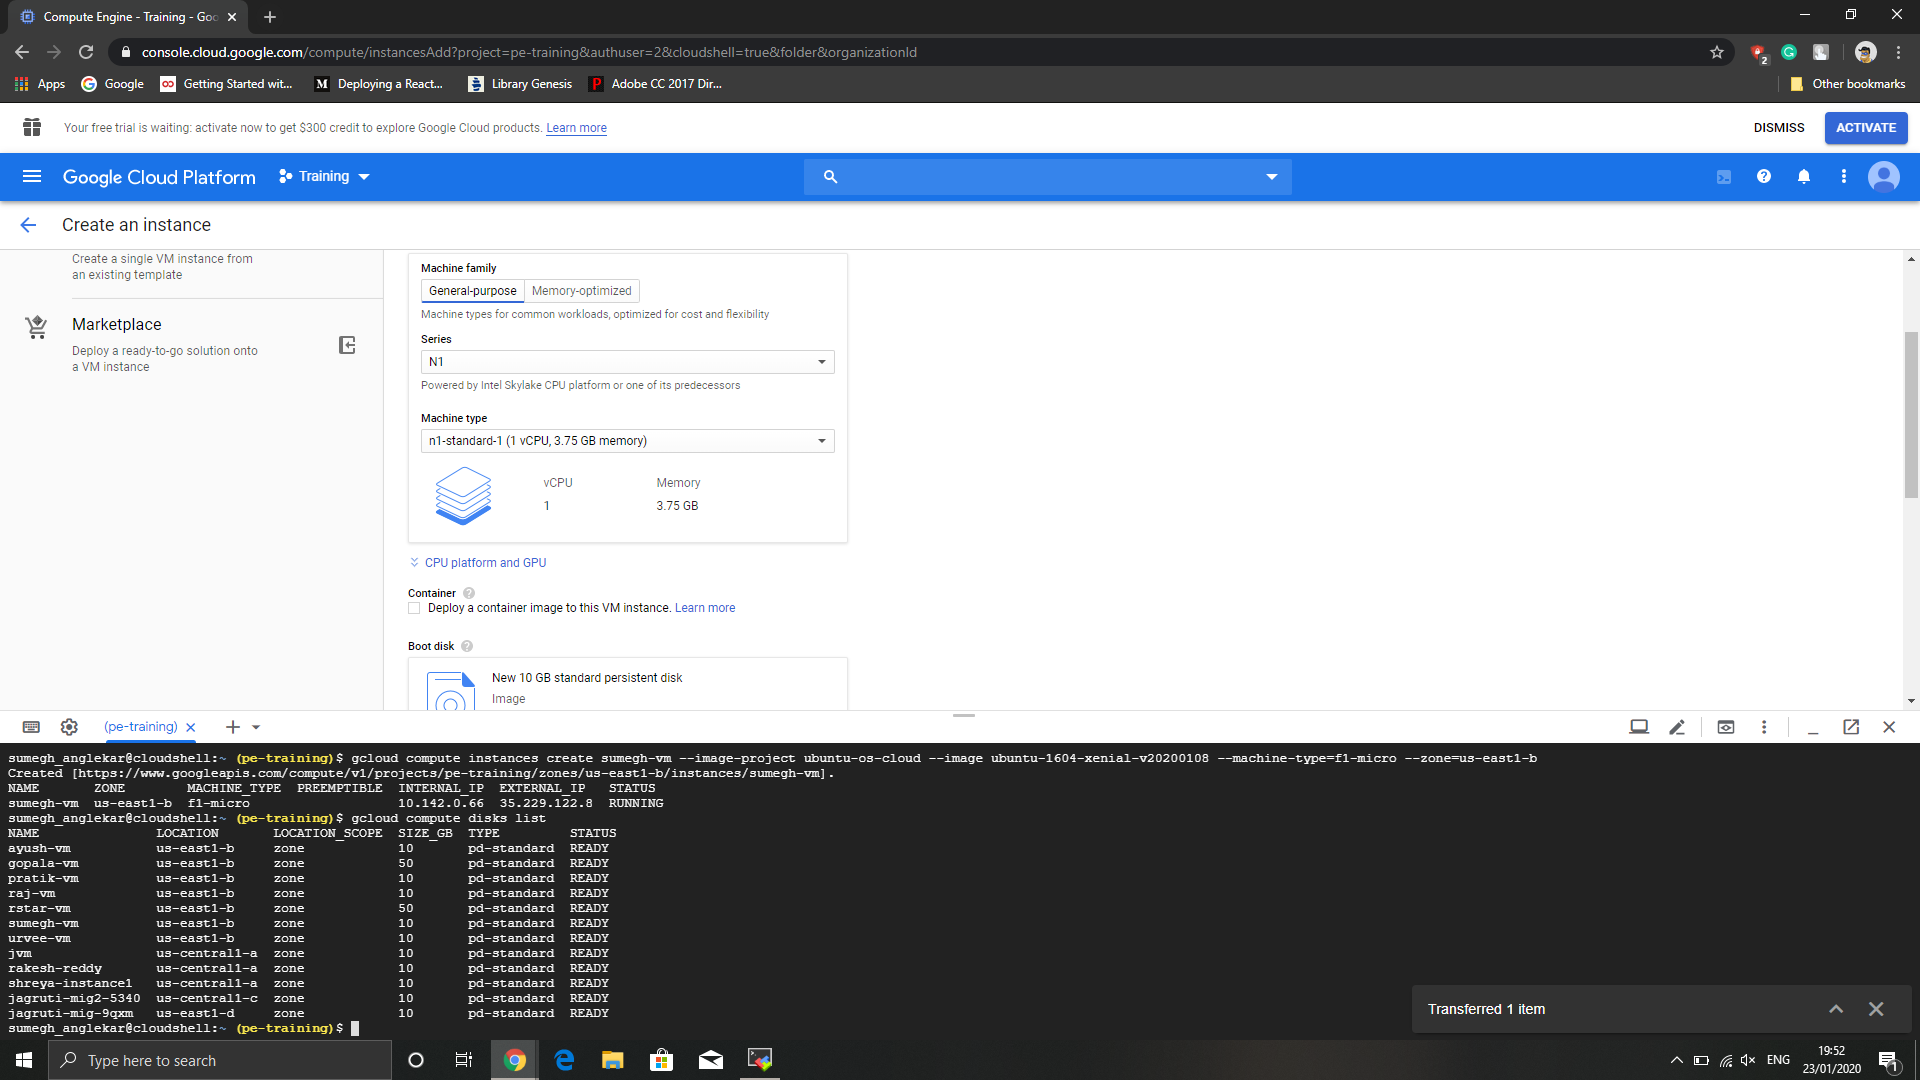 Compute Engine - Training - Goo
console.cloud.google.com/compute/instancesAdd?project=pe-training&authuser=2&cloudshell=true&folder&organizationId
2
Apps
Google
Getting Started wit...
M
Deploying a React...
Library Genesis
P
Adobe CC 2017 Dir...
Other bookmarks
Your free trial is waiting: activate now to get $300 credit to explore Google Cloud products. Learn more
DISMISS
ACTIVATE
Google Cloud Platform
Training
Create an instance
Create a single VM instance from
an existing template
Marketplace
Deploy a ready-to-go solution onto
a VM instance
Machine family
General-purpose
Memory-optimized
Machine types for common workloads, optimized for cost and flexibility
Series
N1
Powered by Intel Skylake CPU platform or one of its predecessors
Machine type
n1-standard-1 (1 vCPU, 3.75 GB memory)
vCPU Memory
1 3.75 GB
CPU platform and GPU
Container
Deploy a container image to this VM instance. Learn more
Boot disk
New 10 GB standard persistent disk
Image
(pe-training)
sumegh_anglekar@cloudshell:~ (pe-training)$ gcloud compute instances create sumegh-vm --image-project ubuntu-os-cloud --image ubuntu-1604-xenial-v20200108 --machine-type=f1-micro --zone=us-east1-b
Created [https://www.googleapis.com/compute/v1/projects/pe-training/zones/us-east1-b/instances/sumegh-vm].
NAME ZONE MACHINE_TYPE PREEMPTIBLE INTERNAL_IP EXTERNAL_IP STATUS
sumegh-vm us-east1-b f1-micro 10.142.0.66 35.229.122.8 RUNNING
sumegh_anglekar@cloudshell:~ (pe-training)$ gcloud compute disks list
NAME LOCATION LOCATION_SCOPE SIZE_GB TYPE STATUS
ayush-vm us-east1-b zone 10 pd-standard READY
gopala-vm us-east1-b zone 50 pd-standard READY
pratik-vm us-east1-b zone 10 pd-standard READY
raj-vm us-east1-b zone 10 pd-standard READY
rstar-vm us-east1-b zone 50 pd-standard READY
sumegh-vm us-east1-b zone 10 pd-standard READY
urvee-vm us-east1-b zone 10 pd-standard READY
jvm us-central1-a zone 10 pd-standard READY
rakesh-reddy us-central1-a zone 10 pd-standard READY
shreya-instance1 us-central1-a zone 10 pd-standard READY
jagruti-mig2-5340 us-central1-c zone 10 pd-standard READY
jagruti-mig-9qxm us-east1-d zone 10 pd-standard READY
sumegh_anglekar@cloudshell:~ (pe-training)$
Transferred 1 item
Type here to search
ENG
19:52
23/01/2020
1